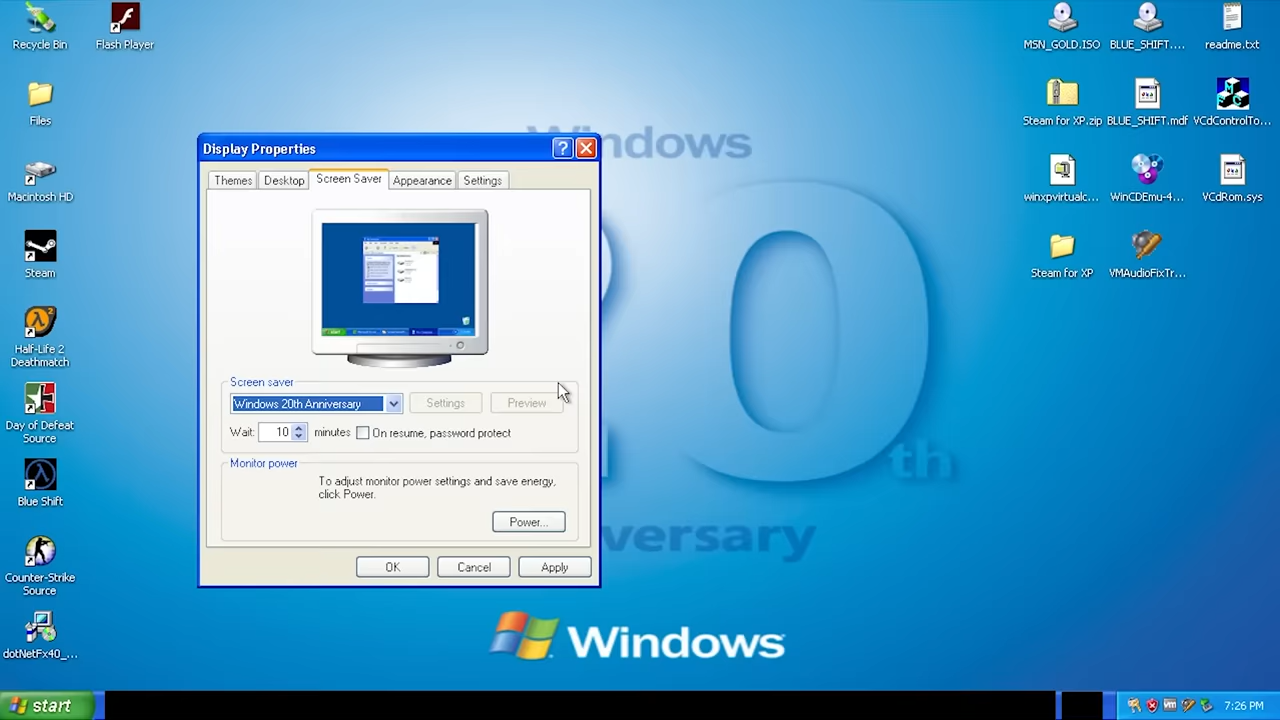 Recycle Bin
Flash Player
MSN_GOLD.ISO
BLUE_SHIFT....
readme.txt
Files
Steam for XP.zip
BLUE_SHIFT.mdf
VCdControlTo...
Windows
Display Properties
Themes
Desktop
Screen Saver
Appearance
Settings
Macintosh HD
winxpvirtualc...
WinCDEmu-4...
VCdRom.sys
Steam
Steam for XP
VMAudioFixTr...
Half-Life 2
Deathmatch
20
th
Screen saver
Windows 20th Anniversary
Settings
Preview
Wait:
10
minutes
On resume, password protect
Day of Defeat
Source
Monitor power
To adjust monitor power settings and save energy,
click Power.
Power...
Blue Shift
versary
OK
Cancel
Apply
Counter-Strike
Source
dotNetFx40_...
Windows
start
7:26 PM